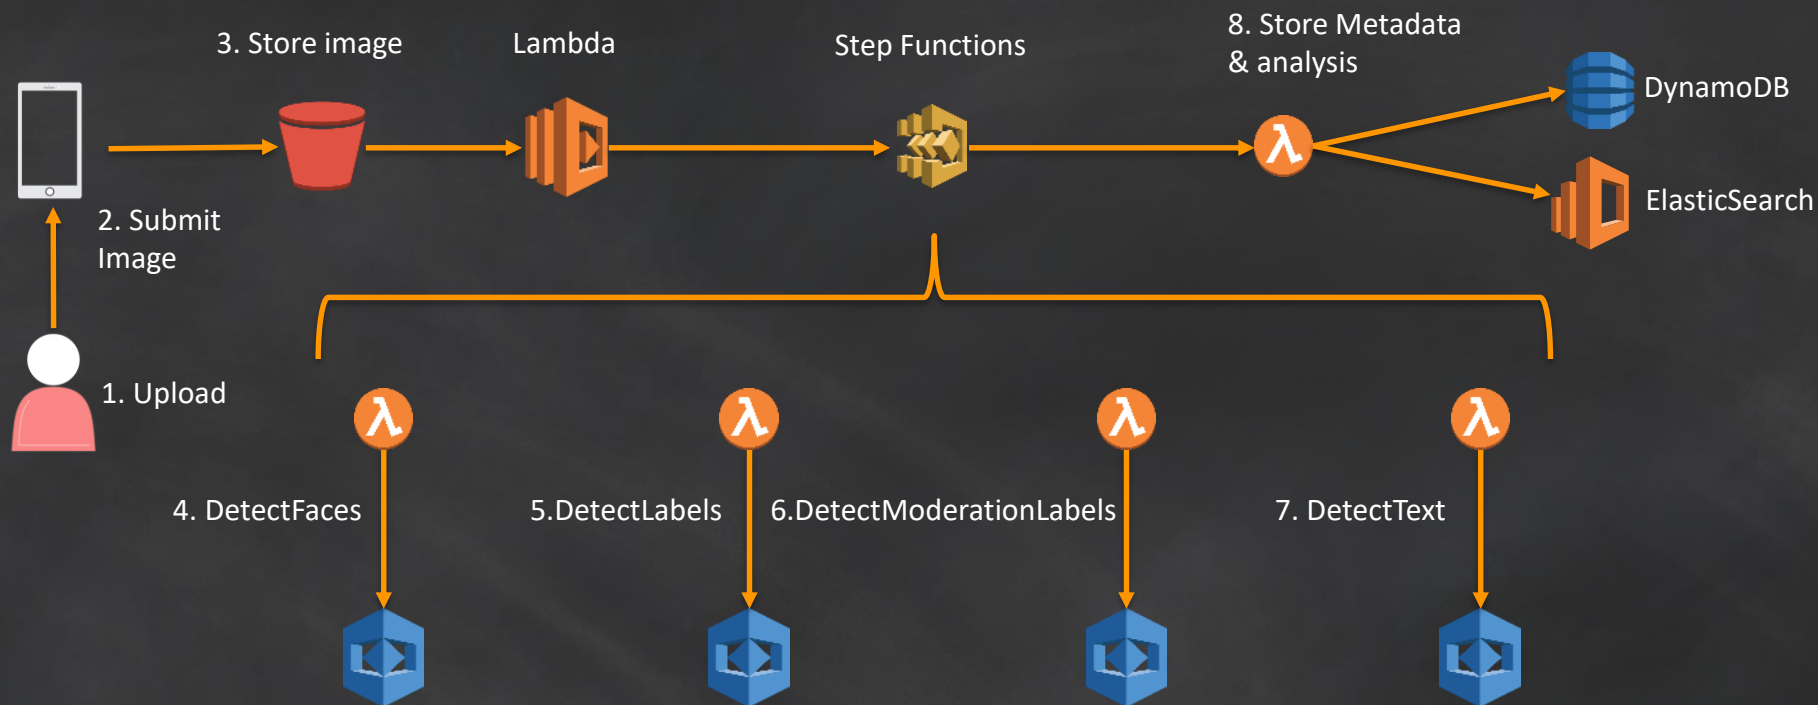 3. Store image
Lambda
Step Functions
8. Store Metadata
& analysis
DynamoDB
ElasticSearch
2. Submit
Image
1. Upload
4. DetectFaces
5.DetectLabels
6.DetectModerationLabels
7. DetectText